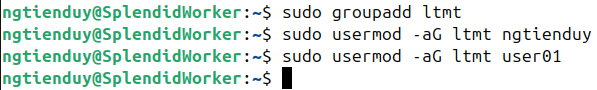 ngtienduy@SplendidWorker:~$ sudo groupadd ltmt
ngtienduy@SplendidWorker:~$ sudo usermod -aG ltmt ngtienduy
ngtienduy@SplendidWorker:~$ sudo usermod -aG ltmt user01
ngtienduy@SplendidWorker:~$